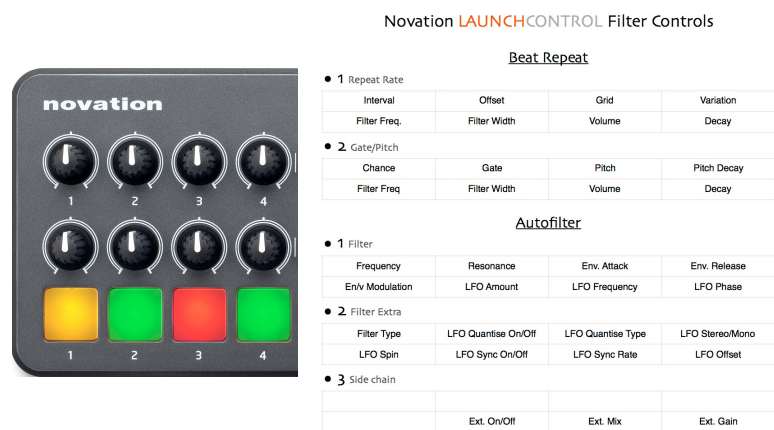 Novation LAUNCHCONTROL Filter Controls
novation
1 2 3 4
1 2 3 4
Beat Repeat
• 1 Repeat Rate
Interval Offset Grid Variation
Filter Freq. Filter Width Volume Decay
• 2 Gate/Pitch
Chance Gate Pitch Pitch Decay
Filter Freq Filter Width Volume Decay
Autofilter
• 1 Filter
Frequency Resonance Env. Attack Env. Release
En/v Modulation LFO Amount LFO Frequency LFO Phase
• 2 Filter Extra
Filter Type LFO Quantise On/Off LFO Quantise Type LFO Stereo/Mono
LFO Spin LFO Sync On/Off LFO Sync Rate LFO Offset
• 3 Side chain
Ext. On/Off Ext. Mix Ext. Gain